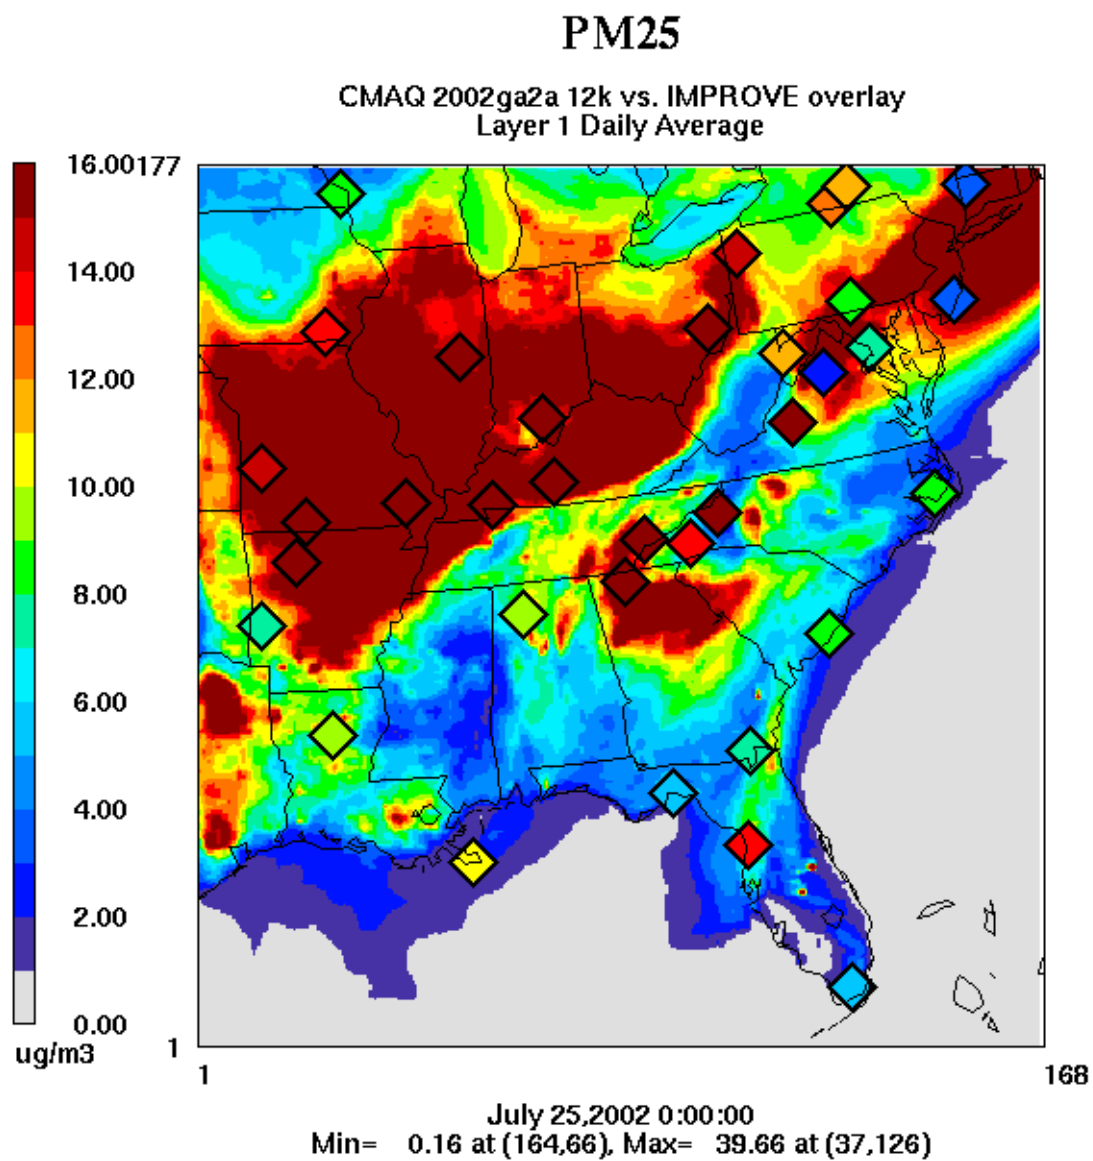 PM25
CMAQ 2002ga2a 12k vs. IMPROVE overlay
Layer 1 Daily Average
16.00
177
14.00
12.00
10.00
8.00
6.00
4.00
2.00
0.00
ug/m3
1
1
168
July 25,2002 0:00:00
Min= 0.16 at (164,66), Max= 39.66 at (37,126)